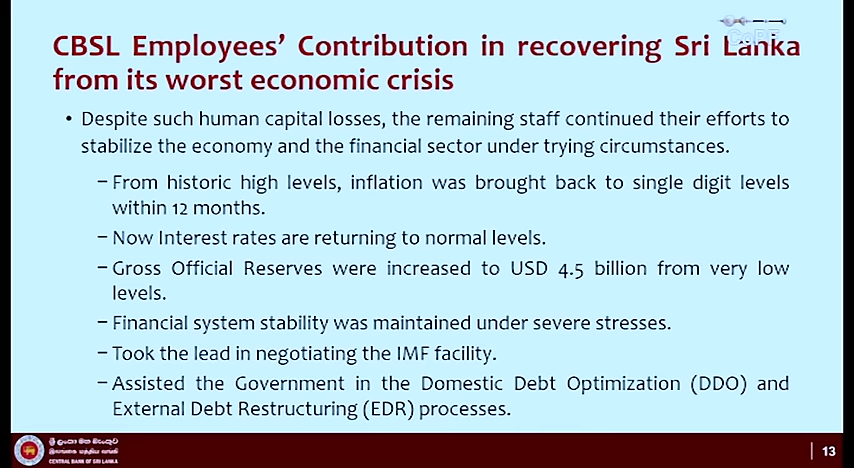 CBSL Employees’ Contribution in recovering Sri Lanka
from its worst economic crisis
• Despite such human capital losses, the remaining staff continued their efforts to
stabilize the economy and the financial sector under trying circumstances.
– From historic high levels, inflation was brought back to single digit levels
within 12 months.
– Now Interest rates are returning to normal levels.
– Gross Official Reserves were increased to USD 4.5 billion from very low
levels.
– Financial system stability was maintained under severe stresses.
– Took the lead in negotiating the IMF facility.
– Assisted the Government in the Domestic Debt Optimization (DDO) and
External Debt Restructuring (EDR) processes.
ශ්‍රී ලංකා මහ බැංකුව
இலங்கை மத்திய வங்கி
CENTRAL BANK OF SRI LANKA
13